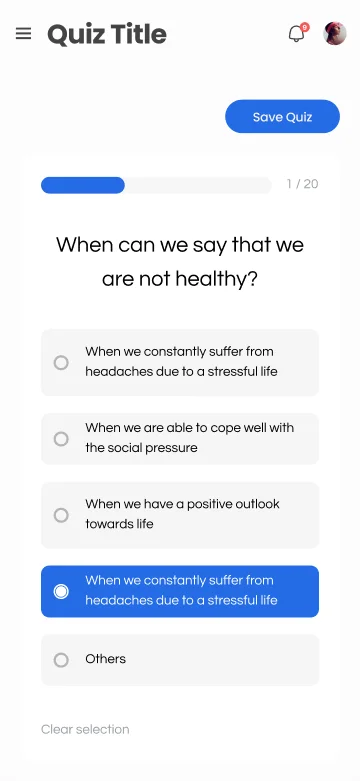 Quiz Title
9
Save Quiz
1 / 20
When can we say that we
are not healthy?
When we constantly suffer from
headaches due to a stressful life
When we are able to cope well with
the social pressure
When we have a positive outlook
towards life
When we constantly suffer from
headaches due to a stressful life
Others
Clear selection